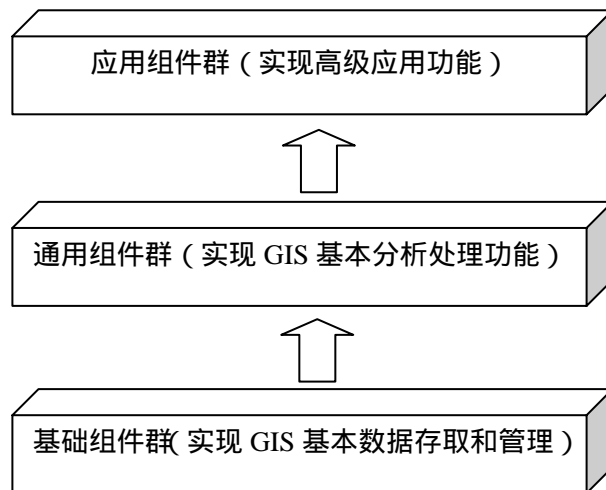 应用组件群（实现高级应用功能）
通用组件群（实现 GIS 基本分析处理功能）
基础组件群（实现 GIS 基本数据存取和管理）